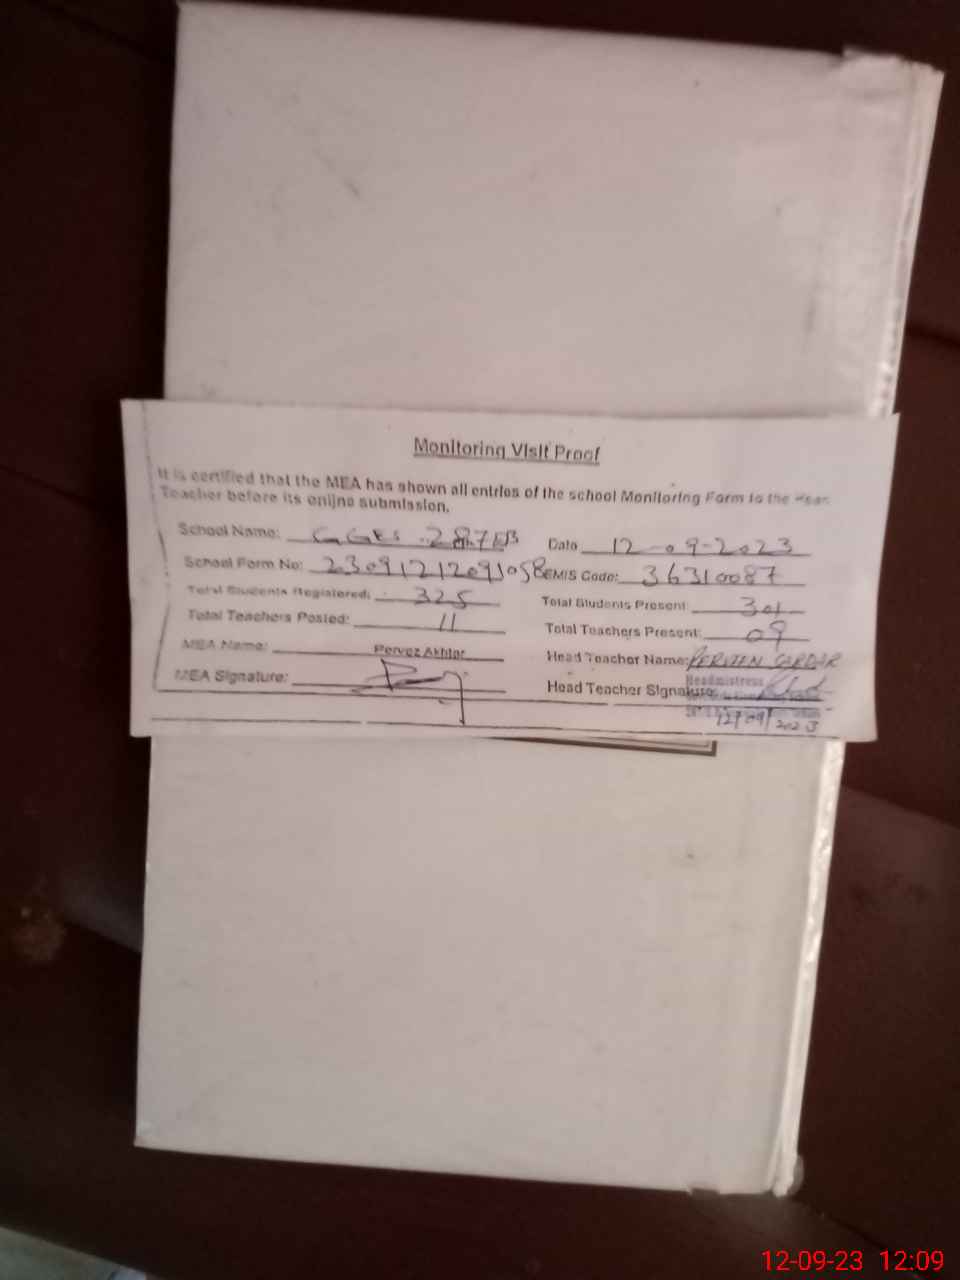 Monitoring Visit Proof
It is certified that the MEA has shown all entries of the school Monitoring Form to the Head
Teacher before its online submission.
School Name: GGES 287EB Date 12-09-2023
School Form No: 23091212091058 EMIS Code: 36310087
Total Students Registered: 325 Total Students Present 301
Total Teachers Posted: 11 Total Teachers Present: 09
MEA Name: Pervez Akhtar Head Teacher Name: PERVEEN SARDAR
MEA Signature: Head Teacher Signature:
Headmistress
12/09/2023
12-09-23 12:09